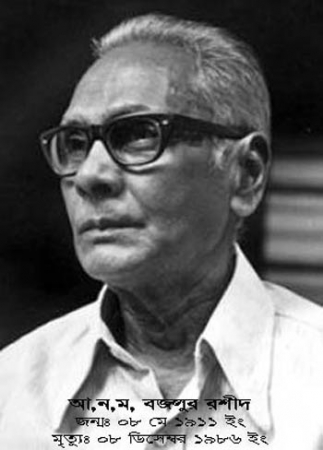 আ,ন,ম, বজলুর রশীদ
জন্মঃ ০৮ মে ১৯১১ ইং
মৃত্যুঃ ০৮ ডিসেম্বর ১৯৮৬ ইং